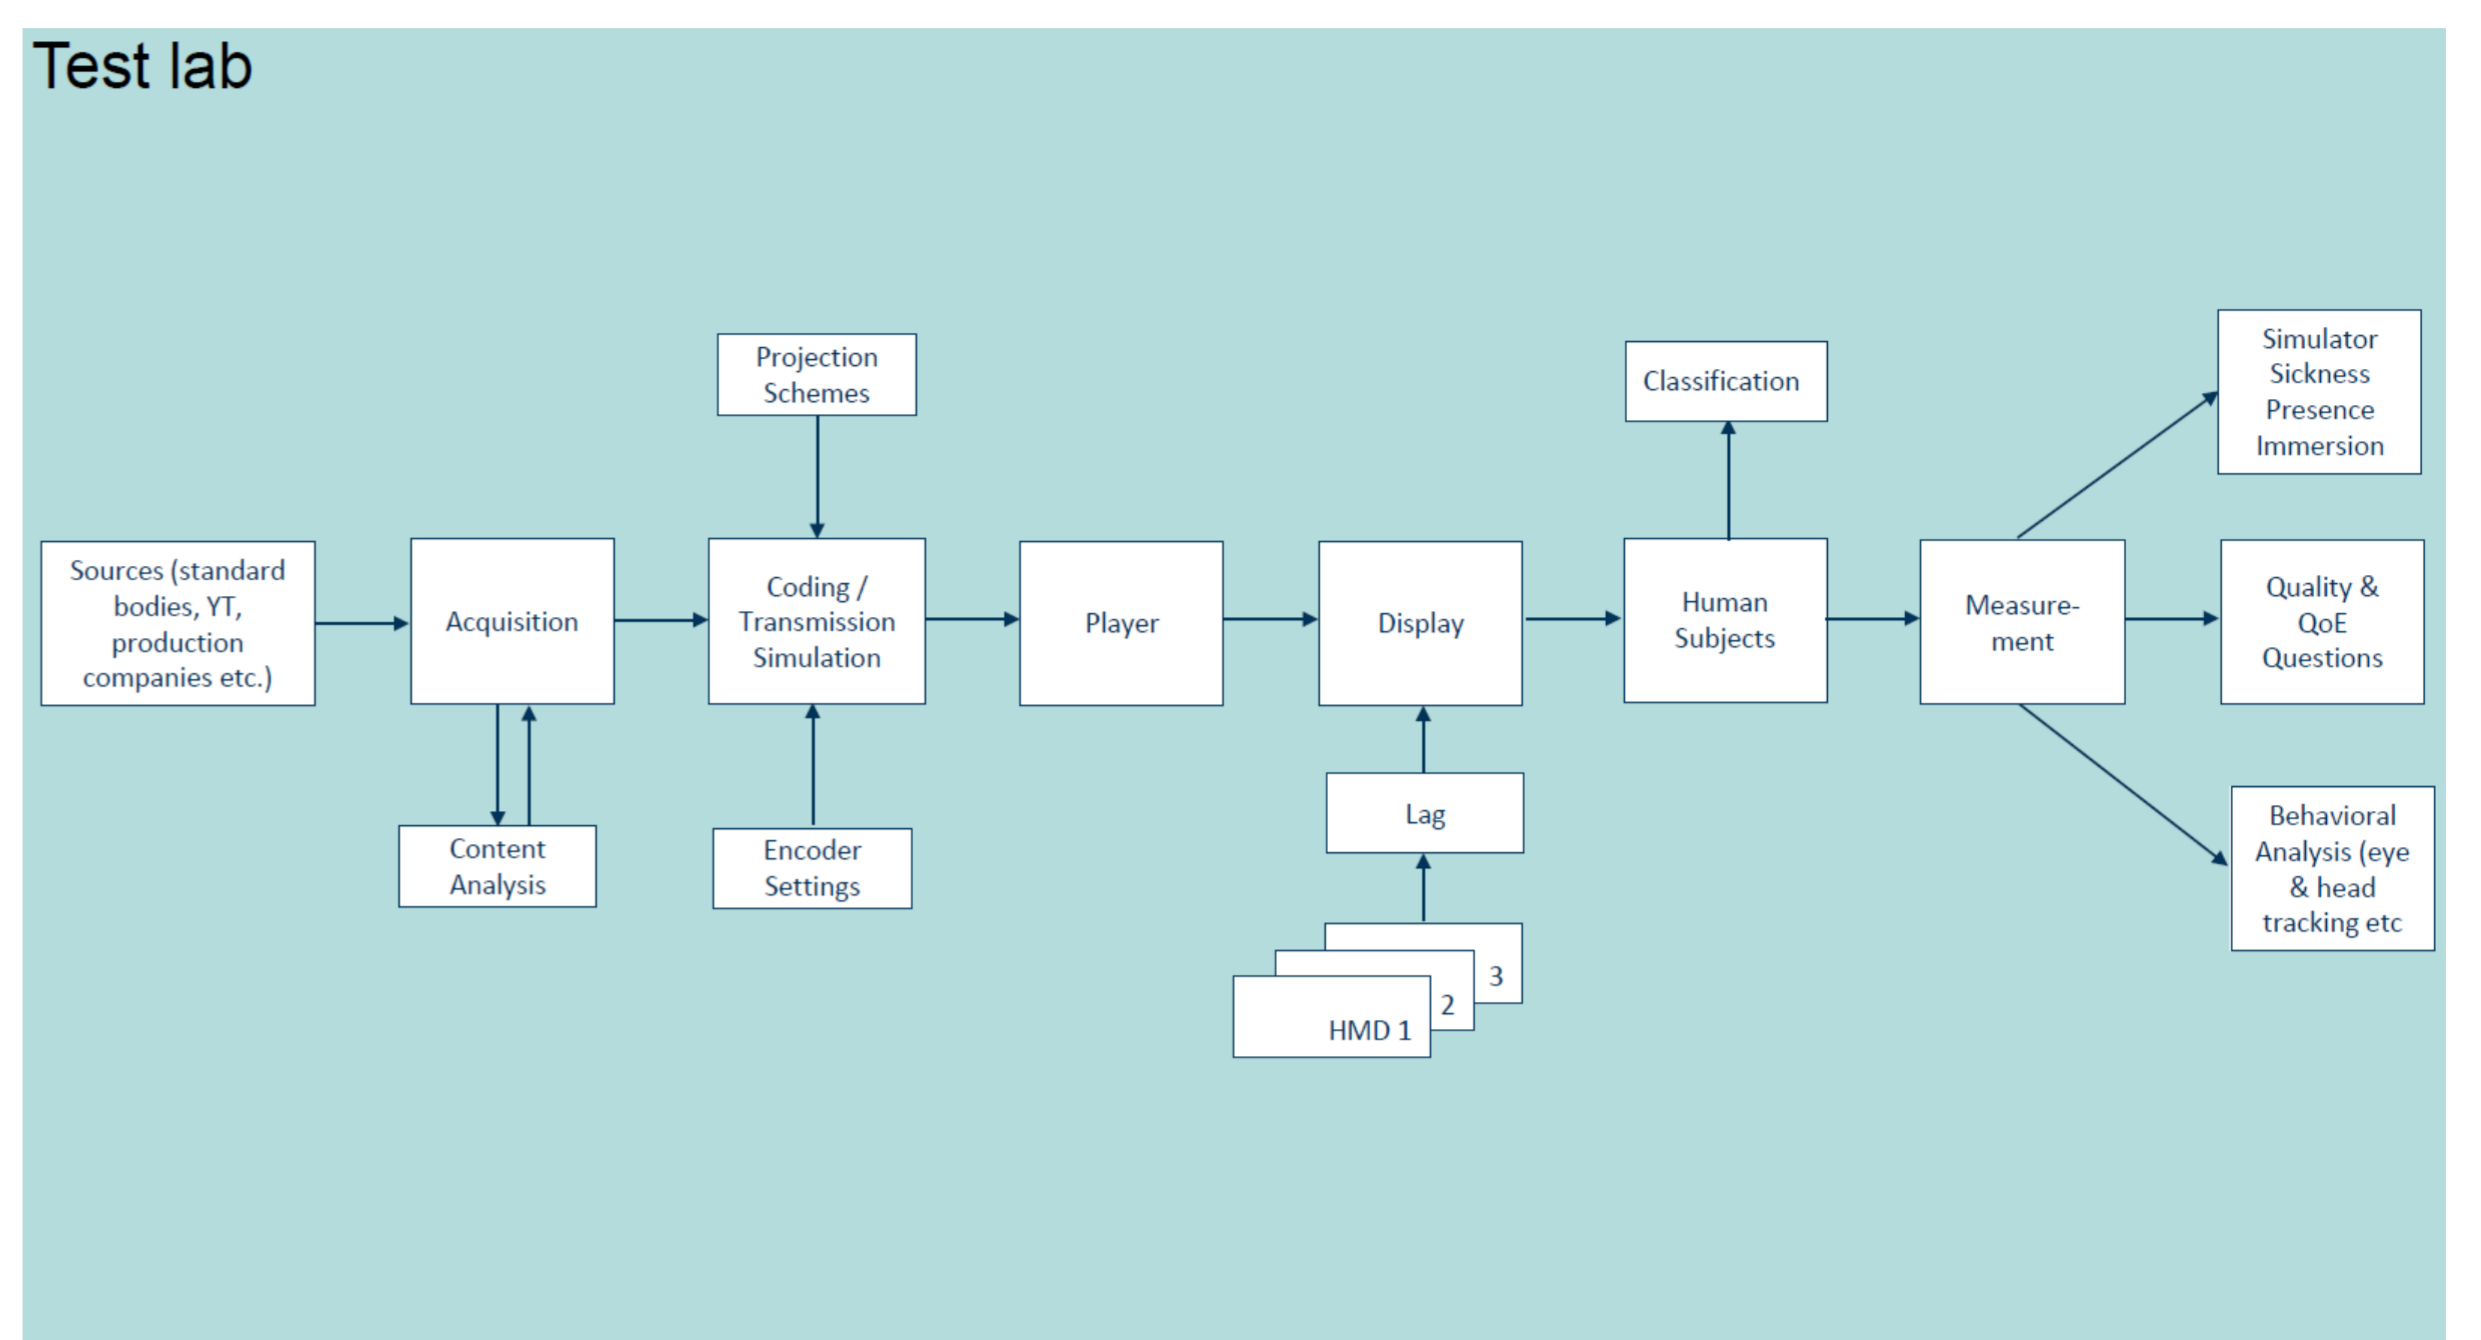 Test lab
Projection
Schemes
Classification
Simulator
Sickness
Presence
Immersion
Sources (standard
bodies, YT,
production
companies etc.)
Acquisition
Coding /
Transmission
Simulation
Player
Display
Human
Subjects
Measure-
ment
Quality &
QoE
Questions
Content
Analysis
Encoder
Settings
Lag
Behavioral
Analysis (eye
& head
tracking etc
3
2
HMD 1